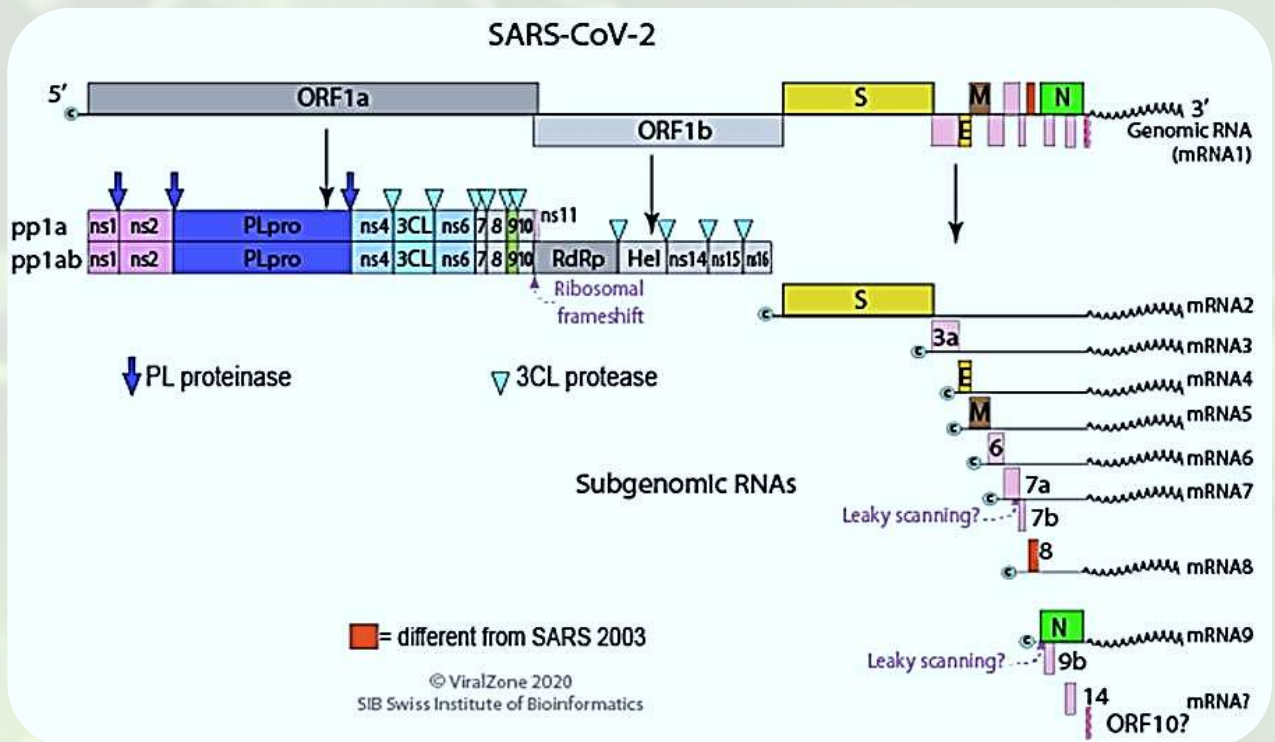 SARS-CoV-2
5’ ORF1a S M N 3’
C ORF1b E Genomic RNA
(mRNA1)
pp1a ns1 ns2 PLpro ns4 3CL ns6 7 8 9 10 ns11
pp1ab ns1 ns2 PLpro ns4 3CL ns6 7 8 9 10 RdRp Hel ns14 ns15 ns16
Ribosomal
frameshift
PL proteinase
3CL protease
C S mRNA2
C 3a mRNA3
C E mRNA4
C M mRNA5
C 6 mRNA6
Subgenomic RNAs
C 7a mRNA7
Leaky scanning? 7b
C 8 mRNA8
= different from SARS 2003
C N mRNA9
Leaky scanning? 9b
© ViralZone 2020
SIB Swiss Institute of Bioinformatics
14 mRNA?
ORF10?